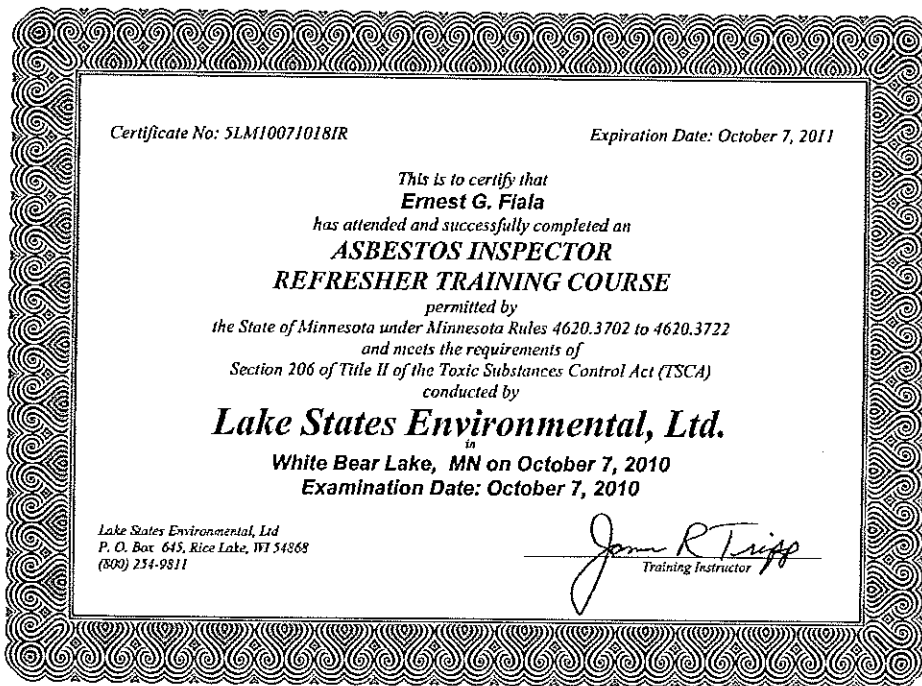 Certificate No: 5LM10071018IR
Expiration Date: October 7, 2011
This is to certify that
Ernest G. Fiala
has attended and successfully completed an
ASBESTOS INSPECTOR
REFRESHER TRAINING COURSE
permitted by
the State of Minnesota under Minnesota Rules 4620.3702 to 4620.3722
and meets the requirements of
Section 206 of Title II of the Toxic Substances Control Act (TSCA)
conducted by
Lake States Environmental, Ltd.
in
White Bear Lake, MN on October 7, 2010
Examination Date: October 7, 2010
Lake States Environmental, Ltd
P. O. Box 645, Rice Lake, WI 54868
(800) 254-9811
R Tripp
Training Instructor